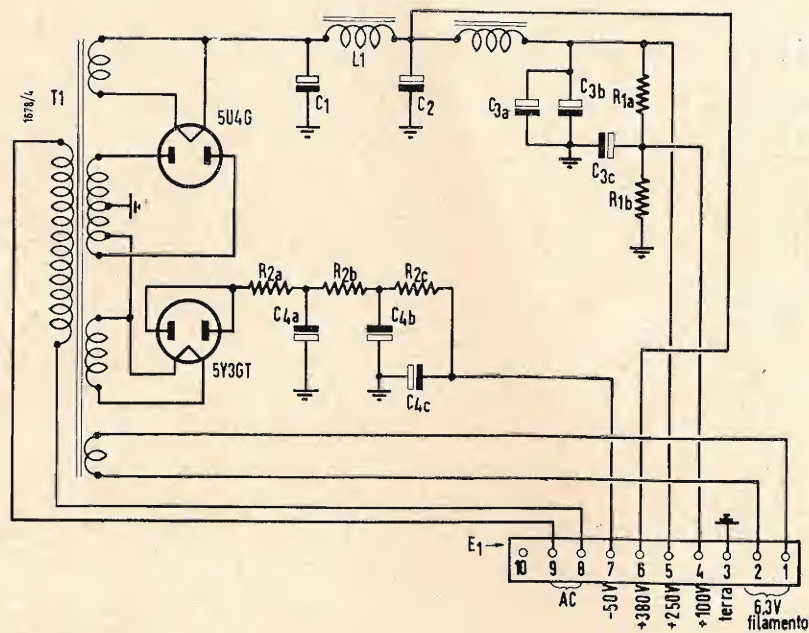 1678/4
T1
5U4G
C1
L1
C2
C3a
C3b
R1a
C3c
R1b
R2a
R2b
R2c
C4a
C4b
5Y3GT
C4c
E1
10 9 8 7 6 5 4 3 2 1
AC
-50V
+380V
+250V
+100V
terra
6,3V
filamento